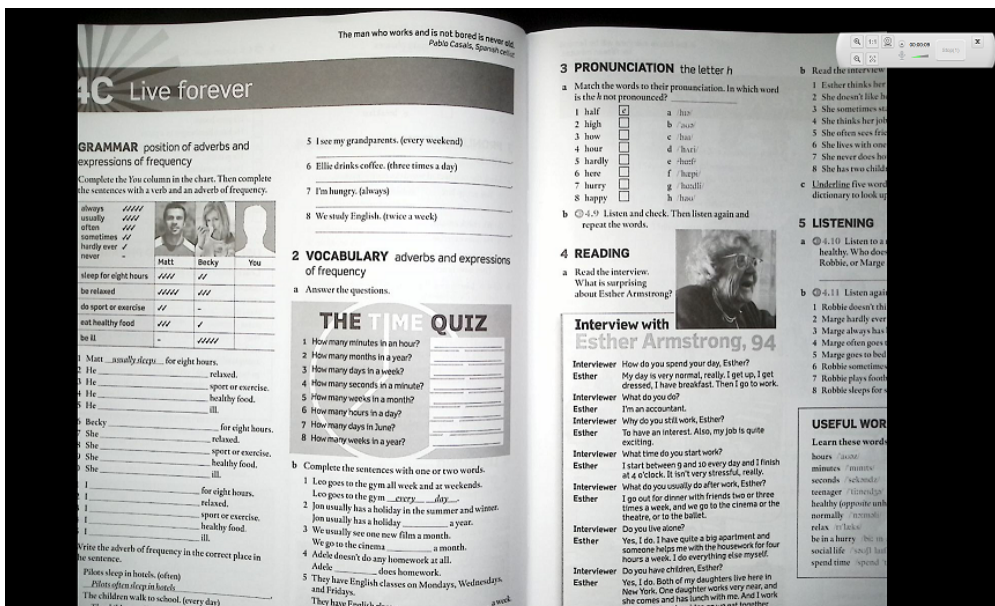 The man who works and is not bored is never old.
Pablo Casals, Spanish cellist
4C Live forever
GRAMMAR position of adverbs and
expressions of frequency
Complete the You column in the chart. Then complete
the sentences with a verb and an adverb of frequency.
always ✓✓✓✓✓
usually ✓✓✓✓
often ✓✓✓
sometimes ✓✓
hardly ever ✓
never -
Matt Becky You
sleep for eight hours ✓✓✓✓ ✓✓
be relaxed ✓✓✓✓✓ ✓✓✓
do sport or exercise ✓✓ -
eat healthy food ✓✓✓ ✓
be ill - ✓✓✓✓✓
1 Matt usually sleeps for eight hours.
2 He relaxed.
3 He sport or exercise.
4 He healthy food.
5 He ill.
6 Becky for eight hours.
7 She relaxed.
8 She sport or exercise.
She healthy food.
She ill.
I for eight hours.
I relaxed.
I sport or exercise.
I healthy food.
I ill.
Write the adverb of frequency in the correct place in
the sentence.
Pilots sleep in hotels. (often)
Pilots often sleep in hotels
The children walk to school. (every day)
5 I see my grandparents. (every weekend)
6 Ellie drinks coffee. (three times a day)
7 I'm hungry. (always)
8 We study English. (twice a week)
2 VOCABULARY adverbs and expressions
of frequency
a Answer the questions.
THE TIME QUIZ
1 How many minutes in an hour?
2 How many months in a year?
3 How many days in a week?
4 How many seconds in a minute?
5 How many weeks in a month?
6 How many hours in a day?
7 How many days in June?
8 How many weeks in a year?
b Complete the sentences with one or two words.
1 Leo goes to the gym all week and at weekends.
Leo goes to the gym every day.
2 Jon usually has a holiday in the summer and winter.
Jon usually has a holiday a year.
3 We usually see one new film a month.
We go to the cinema a month.
4 Adele doesn't do any homework at all.
Adele does homework.
5 They have English classes on Mondays, Wednesdays,
and Fridays.
They have English a week
3 PRONUNCIATION the letter h
a Match the words to their pronunciation. In which word
is the h not pronounced?
1 half e a /hɪə/
2 high b /ˈaʊə/
3 how c /haɪ/
4 hour d /ˈhʌri/
5 hardly e /hɑːf/
6 here f /ˈhæpi/
7 hurry g /ˈhɑːdli/
8 happy h /haʊ/
b 4.9 Listen and check. Then listen again and
repeat the words.
4 READING
a Read the interview.
What is surprising
about Esther Armstrong?
Interview with
Esther Armstrong, 94
Interviewer How do you spend your day, Esther?
Esther My day is very normal, really. I get up, I get
dressed, I have breakfast. Then I go to work.
Interviewer What do you do?
Esther I'm an accountant.
Interviewer Why do you still work, Esther?
Esther To have an interest. Also, my job is quite
exciting.
Interviewer What time do you start work?
Esther I start between 9 and 10 every day and I finish
at 4 o'clock. It isn't very stressful, really.
Interviewer What do you usually do after work, Esther?
Esther I go out for dinner with friends two or three
times a week, and we go to the cinema or the
theatre, or to the ballet.
Interviewer Do you live alone?
Esther Yes, I do. I have quite a big apartment and
someone helps me with the housework for four
hours a week. I do everything else myself.
Interviewer Do you have children, Esther?
Esther Yes, I do. Both of my daughters live here in
New York. One daughter works very near, and
she comes and has lunch with me. And I work
b Read the interview
1 Esther thinks her
2 She doesn't like h
3 She sometimes sta
4 She thinks her job
5 She often sees frie
6 She lives with one
7 She never does ho
8 She has two child
c Underline five word
dictionary to look up
5 LISTENING
a 4.10 Listen to a
healthy. Who does
Robbie, or Marge
b 4.11 Listen agai
1 Robbie doesn't thi
2 Marge hardly ever
3 Marge always has
4 Marge often goes t
5 Marge goes to bed
6 Robbie sometimes
7 Robbie plays footb
8 Robbie sleeps for s
USEFUL WOR
Learn these words
hours
minutes
seconds
teenager
healthy (opposite unh
normally
relax
be in a hurry
social life
spend time
1:1
00:00:09